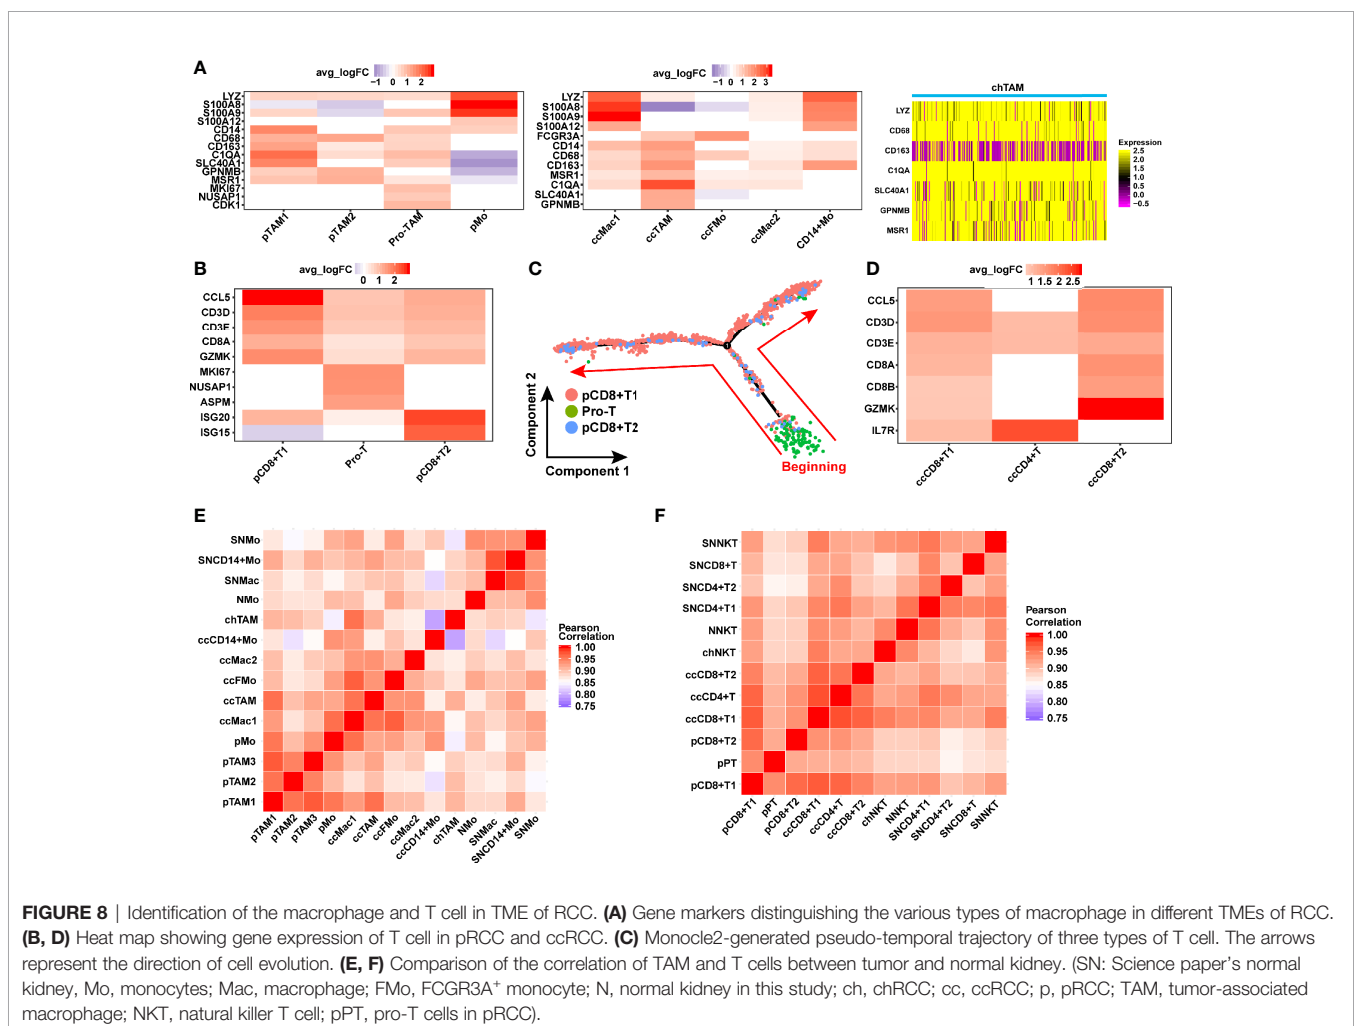 A
avg_logFC
−1 0 1 2
LYZ
S100A8
S100A9
S100A12
CD14
CD68
CD163
C1QA
SLC40A1
GPNMB
MSR1
MKI67
NUSAP1
CDK1
pTAM1
pTAM2
Pro-TAM
pMo
avg_logFC
−1 0 1 2 3
LYZ
S100A8
S100A9
S100A12
FCGR3A
CD14
CD68
CD163
MSR1
C1QA
SLC40A1
GPNMB
ccMac1
ccTAM
ccFMo
ccMac2
CD14+Mo
chTAM
LYZ
CD68
CD163
C1QA
SLC40A1
GPNMB
MSR1
Expression
2.5
2.0
1.5
1.0
0.5
0.0
−0.5
B
avg_logFC
0 1 2
CCL5
CD3D
CD3E
CD8A
GZMK
MKI67
NUSAP1
ASPM
ISG20
ISG15
pCD8+T1
Pro-T
pCD8+T2
C
Component 2
Component 1
pCD8+T1
Pro-T
pCD8+T2
1
Beginning
D
avg_logFC
1 1.5 2 2.5
CCL5
CD3D
CD3E
CD8A
CD8B
GZMK
IL7R
ccCD8+T1
ccCD4+T
ccCD8+T2
E
SNMo
SNCD14+Mo
SNMac
NMo
chTAM
ccCD14+Mo
ccMac2
ccFMo
ccTAM
ccMac1
pMo
pTAM3
pTAM2
pTAM1
pTAM1
pTAM2
pTAM3
pMo
ccMac1
ccTAM
ccFMo
ccMac2
ccCD14+Mo
chTAM
NMo
SNMac
SNCD14+Mo
SNMo
Pearson
Correlation
1.00
0.95
0.90
0.85
0.80
0.75
F
SNNKT
SNCD8+T
SNCD4+T2
SNCD4+T1
NNKT
chNKT
ccCD8+T2
ccCD4+T
ccCD8+T1
pCD8+T2
pPT
pCD8+T1
pCD8+T1
pPT
pCD8+T2
ccCD8+T1
ccCD4+T
ccCD8+T2
chNKT
NNKT
SNCD4+T1
SNCD4+T2
SNCD8+T
SNNKT
Pearson
Correlation
1.00
0.95
0.90
0.85
0.80
0.75
FIGURE 8 | Identification of the macrophage and T cell in TME of RCC. (A) Gene markers distinguishing the various types of macrophage in different TMEs of RCC.
(B, D) Heat map showing gene expression of T cell in pRCC and ccRCC. (C) Monocle2-generated pseudo-temporal trajectory of three types of T cell. The arrows
represent the direction of cell evolution. (E, F) Comparison of the correlation of TAM and T cells between tumor and normal kidney. (SN: Science paper’s normal
kidney, Mo, monocytes; Mac, macrophage; FMo, FCGR3A⁺ monocyte; N, normal kidney in this study; ch, chRCC; cc, ccRCC; p, pRCC; TAM, tumor-associated
macrophage; NKT, natural killer T cell; pPT, pro-T cells in pRCC).